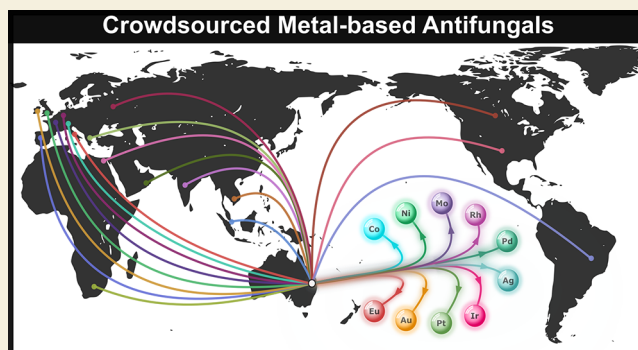 Crowdsourced Metal-based Antifungals
Mo
Ni
Rh
Co
Pd
Ag
Eu
Au
Pt
Ir